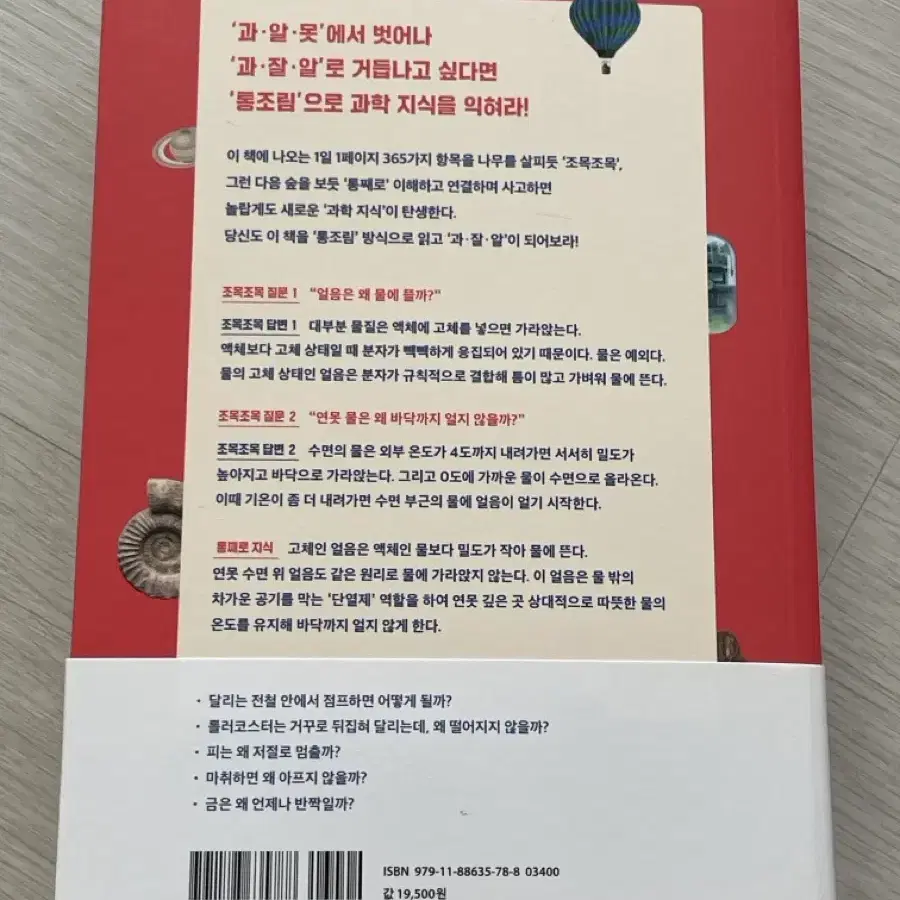 '과·알·못'에서 벗어나
'과·잘·알'로 거듭나고 싶다면
'통조림'으로 과학 지식을 익혀라!
이 책에 나오는 1일 1페이지 365가지 항목을 나무를 살피듯 '조목조목',
그런 다음 숲을 보듯 '통째로' 이해하고 연결하며 사고하면
놀랍게도 새로운 '과학 지식'이 탄생한다.
당신도 이 책을 '통조림' 방식으로 읽고 '과·잘·알'이 되어보라!
조목조목 질문 1 "얼음은 왜 물에 뜰까?"
조목조목 답변 1 대부분 물질은 액체에 고체를 넣으면 가라앉는다.
액체보다 고체 상태일 때 분자가 빽빽하게 응집되어 있기 때문이다. 물은 예외다.
물의 고체 상태인 얼음은 분자가 규칙적으로 결합해 틈이 많고 가벼워 물에 뜬다.
조목조목 질문 2 "연못 물은 왜 바닥까지 얼지 않을까?"
조목조목 답변 2 수면의 물은 외부 온도가 4도까지 내려가면 서서히 밀도가
높아지고 바닥으로 가라앉는다. 그리고 0도에 가까운 물이 수면으로 올라온다.
이때 기온이 좀 더 내려가면 수면 부근의 물에 얼음이 얼기 시작한다.
통째로 지식 고체인 얼음은 액체인 물보다 밀도가 작아 물에 뜬다.
연못 수면 위 얼음도 같은 원리로 물에 가라앉지 않는다. 이 얼음은 물 밖의
차가운 공기를 막는 '단열제' 역할을 하여 연못 깊은 곳 상대적으로 따뜻한 물의
온도를 유지해 바닥까지 얼지 않게 한다.
· 달리는 전철 안에서 점프하면 어떻게 될까?
· 롤러코스터는 거꾸로 뒤집혀 달리는데, 왜 떨어지지 않을까?
· 피는 왜 저절로 멈출까?
· 마취하면 왜 아프지 않을까?
· 금은 왜 언제나 반짝일까?
ISBN 979-11-88635-78-8 03400
값 19,500원